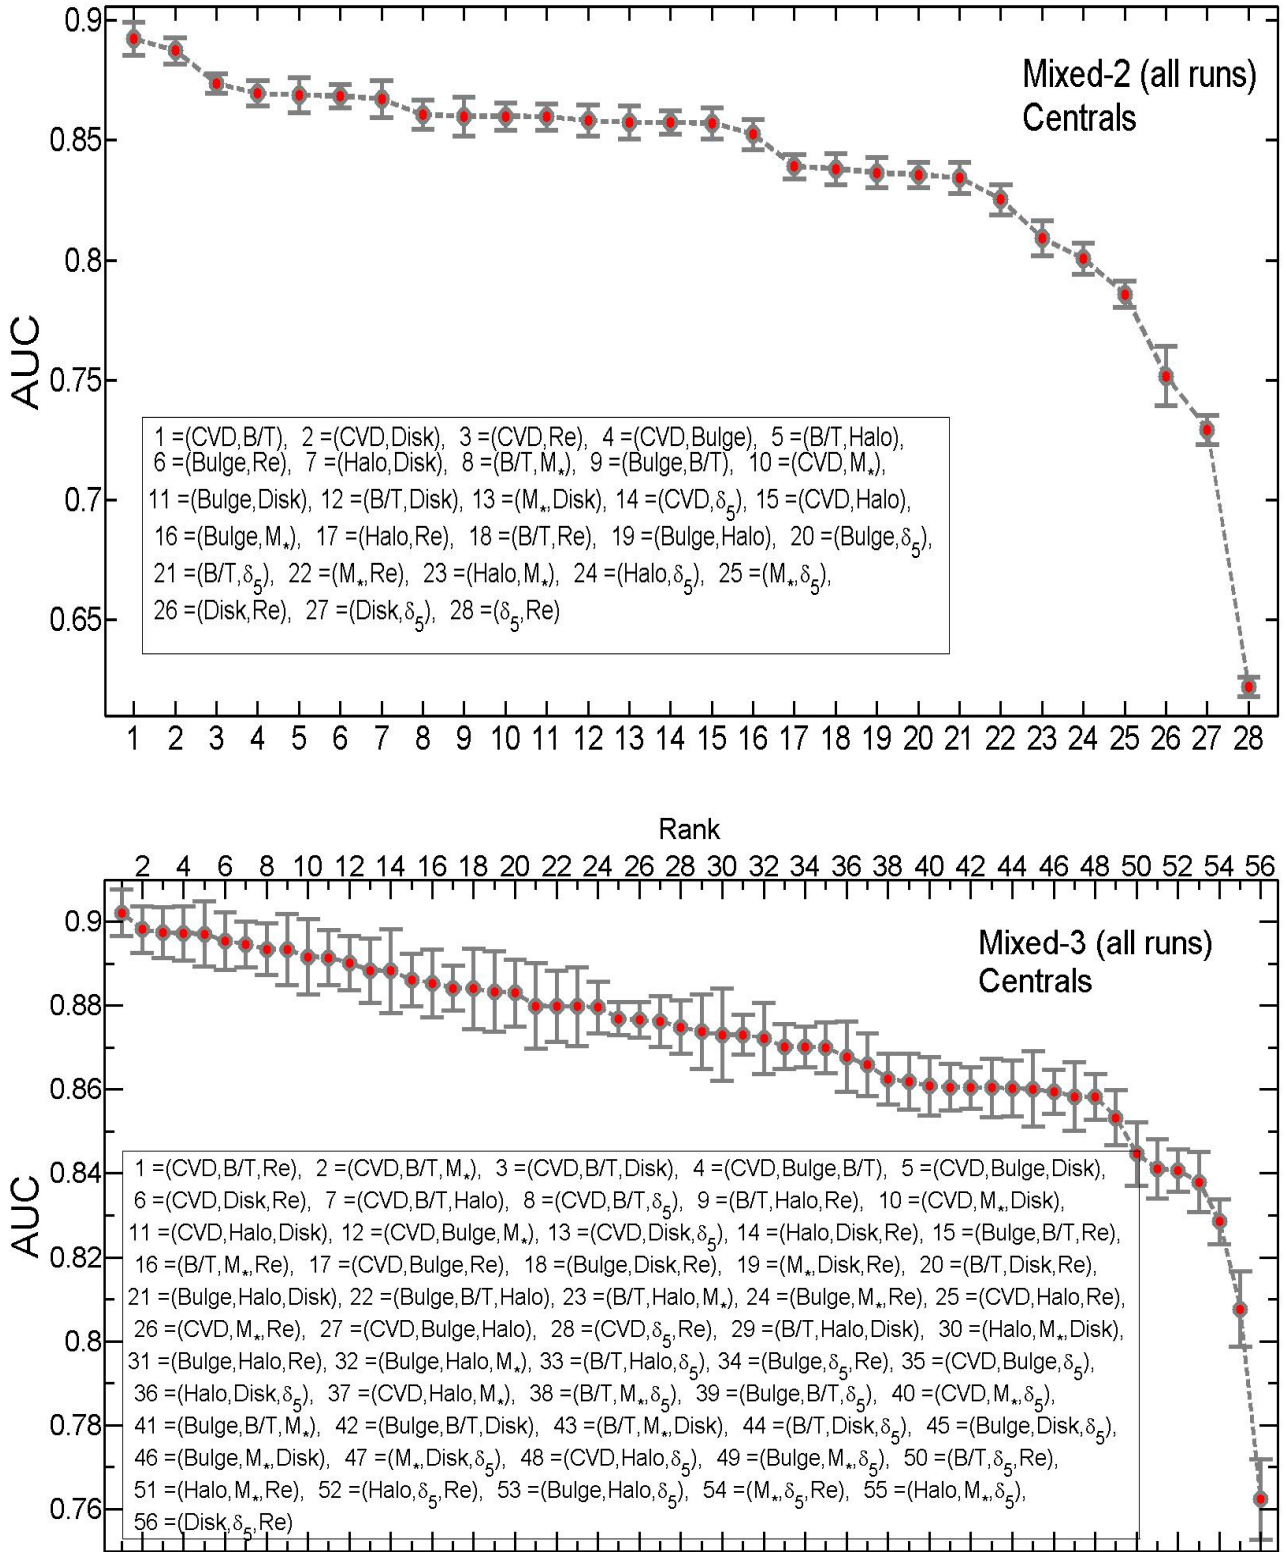 0.9
Mixed-2 (all runs)
Centrals
0.85
0.8
0.75
0.7
0.65
AUC
1 =(CVD,B/T), 2 =(CVD,Disk), 3 =(CVD,Re), 4 =(CVD,Bulge), 5 =(B/T,Halo),
6 =(Bulge,Re), 7 =(Halo,Disk), 8 =(B/T,M*), 9 =(Bulge,B/T), 10 =(CVD,M*),
11 =(Bulge,Disk), 12 =(B/T,Disk), 13 =(M*,Disk), 14 =(CVD,δ5), 15 =(CVD,Halo),
16 =(Bulge,M*), 17 =(Halo,Re), 18 =(B/T,Re), 19 =(Bulge,Halo), 20 =(Bulge,δ5),
21 =(B/T,δ5), 22 =(M*,Re), 23 =(Halo,M*), 24 =(Halo,δ5), 25 =(M*,δ5),
26 =(Disk,Re), 27 =(Disk,δ5), 28 =(δ5,Re)
1 2 3 4 5 6 7 8 9 10 11 12 13 14 15 16 17 18 19 20 21 22 23 24 25 26 27 28
Rank
2 4 6 8 10 12 14 16 18 20 22 24 26 28 30 32 34 36 38 40 42 44 46 48 50 52 54 56
0.9
Mixed-3 (all runs)
Centrals
0.88
0.86
0.84
0.82
0.8
0.78
0.76
AUC
1 =(CVD,B/T,Re), 2 =(CVD,B/T,M*), 3 =(CVD,B/T,Disk), 4 =(CVD,Bulge,B/T), 5 =(CVD,Bulge,Disk),
6 =(CVD,Disk,Re), 7 =(CVD,B/T,Halo), 8 =(CVD,B/T,δ5), 9 =(B/T,Halo,Re), 10 =(CVD,M*,Disk),
11 =(CVD,Halo,Disk), 12 =(CVD,Bulge,M*), 13 =(CVD,Disk,δ5), 14 =(Halo,Disk,Re), 15 =(Bulge,B/T,Re),
16 =(B/T,M*,Re), 17 =(CVD,Bulge,Re), 18 =(Bulge,Disk,Re), 19 =(M*,Disk,Re), 20 =(B/T,Disk,Re),
21 =(Bulge,Halo,Disk), 22 =(Bulge,B/T,Halo), 23 =(B/T,Halo,M*), 24 =(Bulge,M*,Re), 25 =(CVD,Halo,Re),
26 =(CVD,M*,Re), 27 =(CVD,Bulge,Halo), 28 =(CVD,δ5,Re), 29 =(B/T,Halo,Disk), 30 =(Halo,M*,Disk),
31 =(Bulge,Halo,Re), 32 =(Bulge,Halo,M*), 33 =(B/T,Halo,δ5), 34 =(Bulge,δ5,Re), 35 =(CVD,Bulge,δ5),
36 =(Halo,Disk,δ5), 37 =(CVD,Halo,M*), 38 =(B/T,M*,δ5), 39 =(Bulge,B/T,δ5), 40 =(CVD,M*,δ5),
41 =(Bulge,B/T,M*), 42 =(Bulge,B/T,Disk), 43 =(B/T,M*,Disk), 44 =(B/T,Disk,δ5), 45 =(Bulge,Disk,δ5),
46 =(Bulge,M*,Disk), 47 =(M*,Disk,δ5), 48 =(CVD,Halo,δ5), 49 =(Bulge,M*,δ5), 50 =(B/T,δ5,Re),
51 =(Halo,M*,Re), 52 =(Halo,δ5,Re), 53 =(Bulge,Halo,δ5), 54 =(M*,δ5,Re), 55 =(Halo,M*,δ5),
56 =(Disk,δ5,Re)